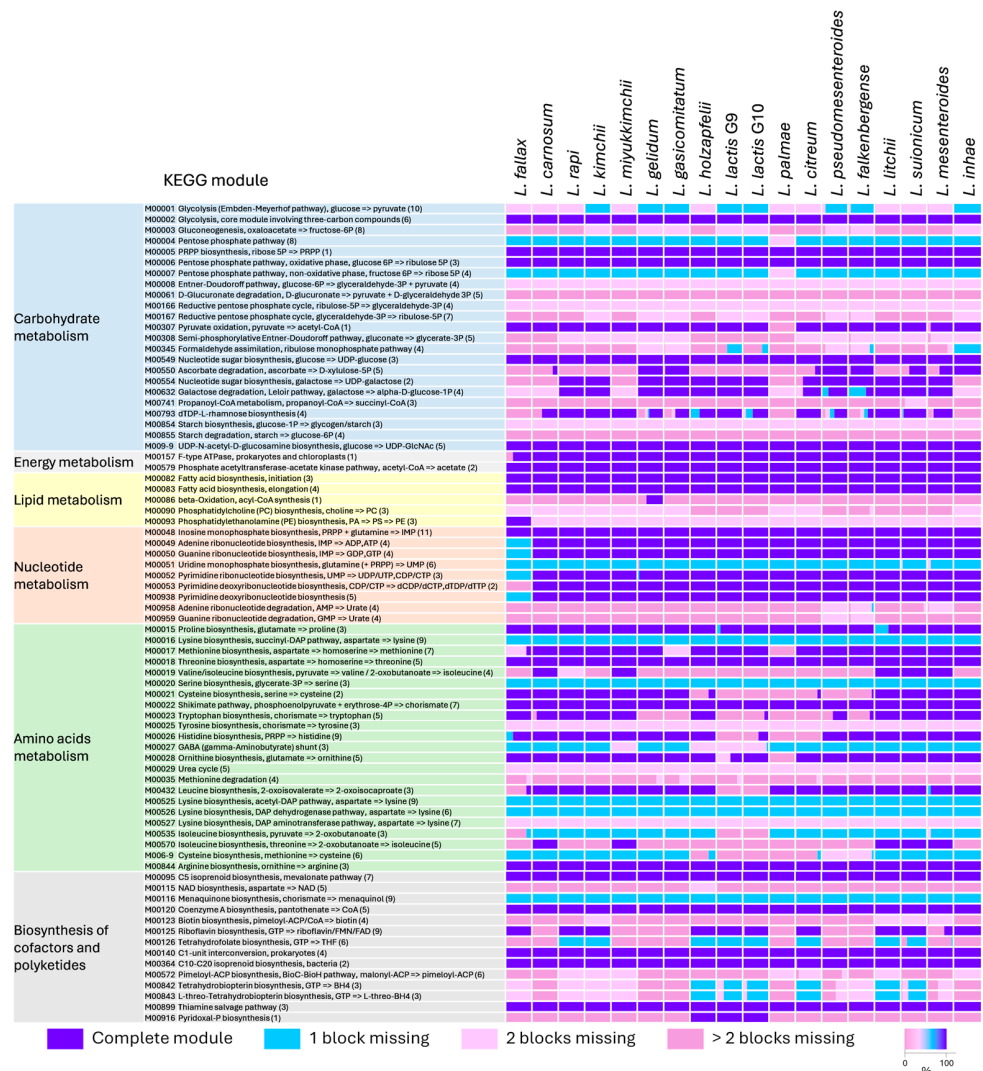 L. fallax
L. carnosum
L. rapi
L. kimchii
L. miyukkimchii
L. gelidum
L. gasicomitatum
L. holzapfelii
L. lactis G9
L. lactis G10
L. palmae
L. citreum
L. pseudomesenteroides
L. falkenbergense
L. litchii
L. suionicum
L. mesenteroides
L. inhae
KEGG module
Carbohydrate
metabolism
M00001 Glycolysis (Embden-Meyerhof pathway), glucose => pyruvate (10)
M00002 Glycolysis, core module involving three-carbon compounds (6)
M00003 Gluconeogenesis, oxaloacetate => fructose-6P (8)
M00004 Pentose phosphate pathway (8)
M00005 PRPP biosynthesis, ribose 5P => PRPP (1)
M00006 Pentose phosphate pathway, oxidative phase, glucose 6P => ribulose 5P (3)
M00007 Pentose phosphate pathway, non-oxidative phase, fructose 6P => ribose 5P (4)
M00008 Entner-Doudoroff pathway, glucose-6P => glyceraldehyde-3P + pyruvate (4)
M00061 D-Glucuronate degradation, D-glucuronate => pyruvate + D-glyceraldehyde 3P (5)
M00166 Reductive pentose phosphate cycle, ribulose-5P => glyceraldehyde-3P (4)
M00167 Reductive pentose phosphate cycle, glyceraldehyde-3P => ribulose-5P (7)
M00307 Pyruvate oxidation, pyruvate => acetyl-CoA (1)
M00308 Semi-phosphorylative Entner-Doudoroff pathway, gluconate => glycerate-3P (5)
M00345 Formaldehyde assimilation, ribulose monophosphate pathway (4)
M00549 Nucleotide sugar biosynthesis, glucose => UDP-glucose (3)
M00550 Ascorbate degradation, ascorbate => D-xylulose-5P (5)
M00554 Nucleotide sugar biosynthesis, galactose => UDP-galactose (2)
M00632 Galactose degradation, Leloir pathway, galactose => alpha-D-glucose-1P (4)
M00741 Propanoyl-CoA metabolism, propanoyl-CoA => succinyl-CoA (3)
M00793 dTDP-L-rhamnose biosynthesis (4)
M00854 Starch biosynthesis, glucose-1P => glycogen/starch (3)
M00855 Starch degradation, starch => glucose-6P (4)
M009-9 UDP-N-acetyl-D-glucosamine biosynthesis, glucose => UDP-GlcNAc (5)
Energy metabolism
M00157 F-type ATPase, prokaryotes and chloroplasts (1)
M00579 Phosphate acetyltransferase-acetate kinase pathway, acetyl-CoA => acetate (2)
Lipid metabolism
M00082 Fatty acid biosynthesis, initiation (3)
M00083 Fatty acid biosynthesis, elongation (4)
M00086 beta-Oxidation, acyl-CoA synthesis (1)
M00090 Phosphatidylcholine (PC) biosynthesis, choline => PC (3)
M00093 Phosphatidylethanolamine (PE) biosynthesis, PA => PS => PE (3)
Nucleotide
metabolism
M00048 Inosine monophosphate biosynthesis, PRPP + glutamine => IMP (11)
M00049 Adenine ribonucleotide biosynthesis, IMP => ADP,ATP (4)
M00050 Guanine ribonucleotide biosynthesis, IMP => GDP,GTP (4)
M00051 Uridine monophosphate biosynthesis, glutamine (+ PRPP) => UMP (6)
M00052 Pyrimidine ribonucleotide biosynthesis, UMP => UDP/UTP,CDP/CTP (3)
M00053 Pyrimidine deoxyribonucleotide biosynthesis, CDP/CTP => dCDP/dCTP,dTDP/dTTP (2)
M00938 Pyrimidine deoxyribonucleotide biosynthesis (5)
M00958 Adenine ribonucleotide degradation, AMP => Urate (4)
M00959 Guanine ribonucleotide degradation, GMP => Urate (4)
Amino acids
metabolism
M00015 Proline biosynthesis, glutamate => proline (3)
M00016 Lysine biosynthesis, succinyl-DAP pathway, aspartate => lysine (9)
M00017 Methionine biosynthesis, aspartate => homoserine => methionine (7)
M00018 Threonine biosynthesis, aspartate => homoserine => threonine (5)
M00019 Valine/isoleucine biosynthesis, pyruvate => valine / 2-oxobutanoate => isoleucine (4)
M00020 Serine biosynthesis, glycerate-3P => serine (3)
M00021 Cysteine biosynthesis, serine => cysteine (2)
M00022 Shikimate pathway, phosphoenolpyruvate + erythrose-4P => chorismate (7)
M00023 Tryptophan biosynthesis, chorismate => tryptophan (5)
M00025 Tyrosine biosynthesis, chorismate => tyrosine (3)
M00026 Histidine biosynthesis, PRPP => histidine (9)
M00027 GABA (gamma-Aminobutyrate) shunt (3)
M00028 Ornithine biosynthesis, glutamate => ornithine (5)
M00029 Urea cycle (5)
M00035 Methionine degradation (4)
M00432 Leucine biosynthesis, 2-oxoisovalerate => 2-oxoisocaproate (3)
M00525 Lysine biosynthesis, acetyl-DAP pathway, aspartate => lysine (9)
M00526 Lysine biosynthesis, DAP dehydrogenase pathway, aspartate => lysine (6)
M00527 Lysine biosynthesis, DAP aminotransferase pathway, aspartate => lysine (7)
M00535 Isoleucine biosynthesis, pyruvate => 2-oxobutanoate (3)
M00570 Isoleucine biosynthesis, threonine => 2-oxobutanoate => isoleucine (5)
M006-9 Cysteine biosynthesis, methionine => cysteine (6)
M00844 Arginine biosynthesis, ornithine => arginine (3)
Biosynthesis of
cofactors and
polyketides
M00095 C5 isoprenoid biosynthesis, mevalonate pathway (7)
M00115 NAD biosynthesis, aspartate => NAD (5)
M00116 Menaquinone biosynthesis, chorismate => menaquinol (9)
M00120 Coenzyme A biosynthesis, pantothenate => CoA (5)
M00123 Biotin biosynthesis, pimeloyl-ACP/CoA => biotin (4)
M00125 Riboflavin biosynthesis, GTP => riboflavin/FMN/FAD (9)
M00126 Tetrahydrofolate biosynthesis, GTP => THF (6)
M00140 C1-unit interconversion, prokaryotes (4)
M00364 C10-C20 isoprenoid biosynthesis, bacteria (2)
M00572 Pimeloyl-ACP biosynthesis, BioC-BioH pathway, malonyl-ACP => pimeloyl-ACP (6)
M00842 Tetrahydrobiopterin biosynthesis, GTP => BH4 (3)
M00843 L-threo-Tetrahydrobiopterin biosynthesis, GTP => L-threo-BH4 (3)
M00899 Thiamine salvage pathway (3)
M00916 Pyridoxal-P biosynthesis (1)
Complete module
1 block missing
2 blocks missing
> 2 blocks missing
0
100
%